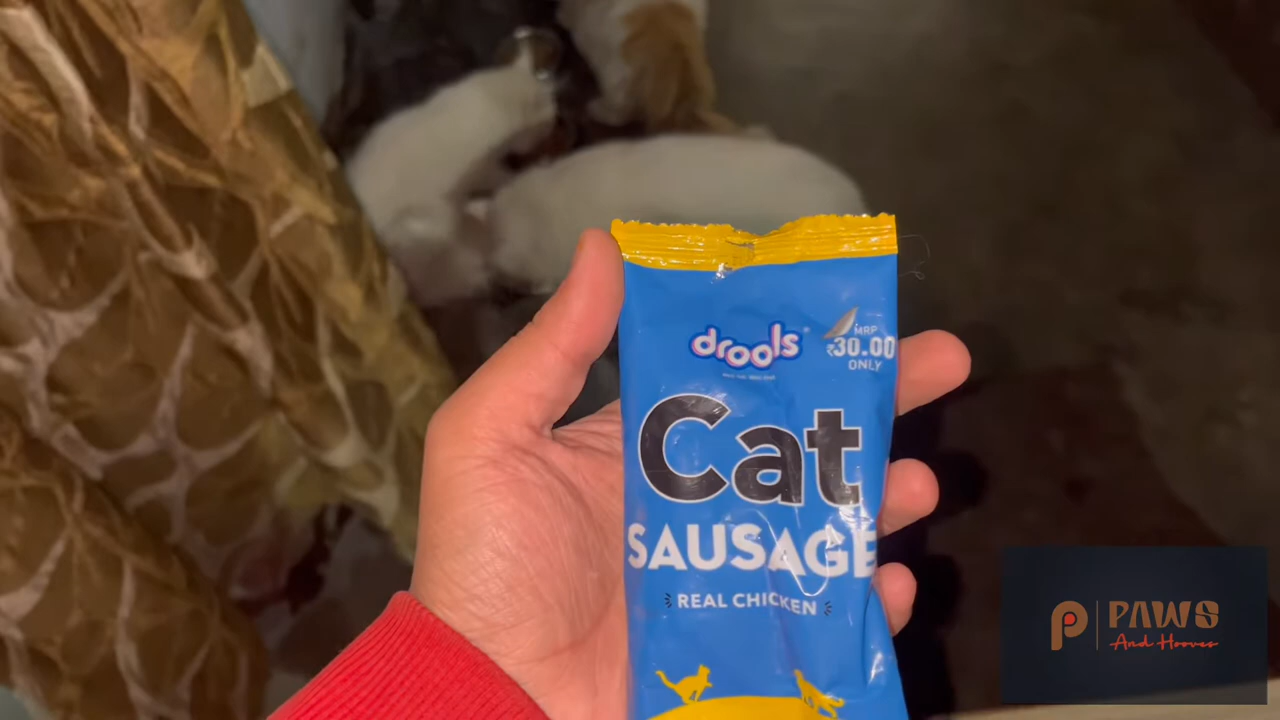 drools
MRP
₹30.00
ONLY
Cat
SAUSAGE
REAL CHICKEN
PAWS
And Hooves